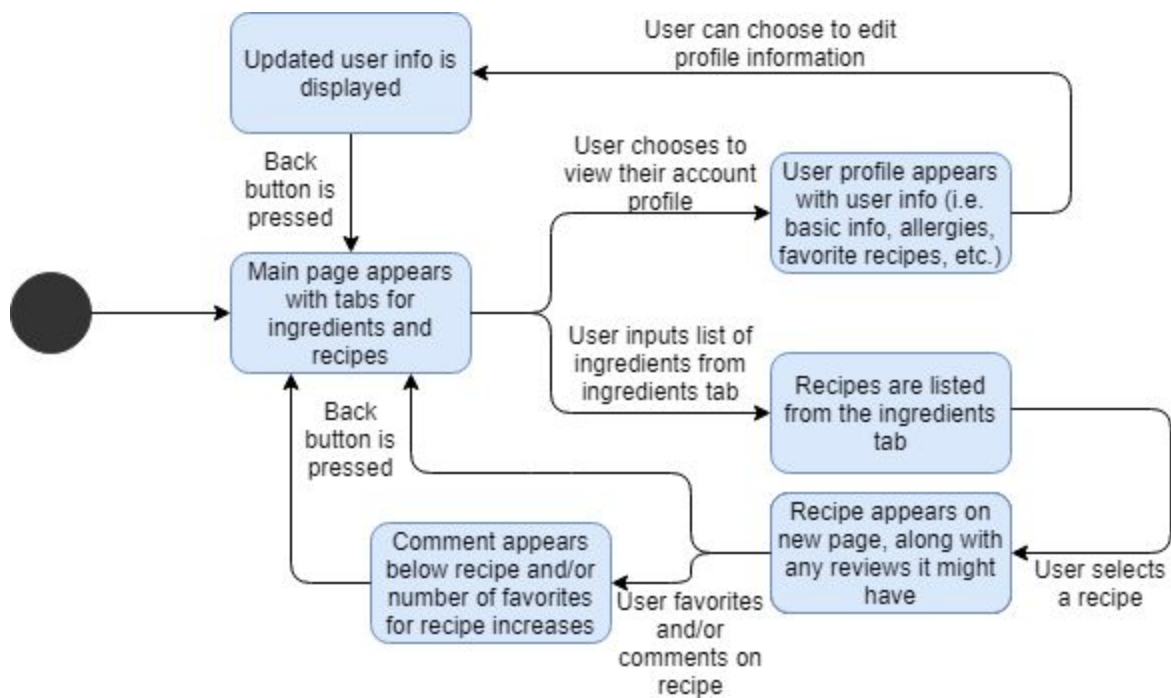 Updated user info is
displayed
User can choose to edit
profile information
Back
button is
pressed
User chooses to
view their account
profile
User profile appears
with user info (i.e.
basic info, allergies,
favorite recipes, etc.)
Main page appears
with tabs for
ingredients and
recipes
User inputs list of
ingredients from
ingredients tab
Recipes are listed
from the ingredients
tab
Back
button is
pressed
Recipe appears on
new page, along with
any reviews it might
have
User selects
a recipe
Comment appears
below recipe and/or
number of favorites
for recipe increases
User favorites
and/or
comments on
recipe